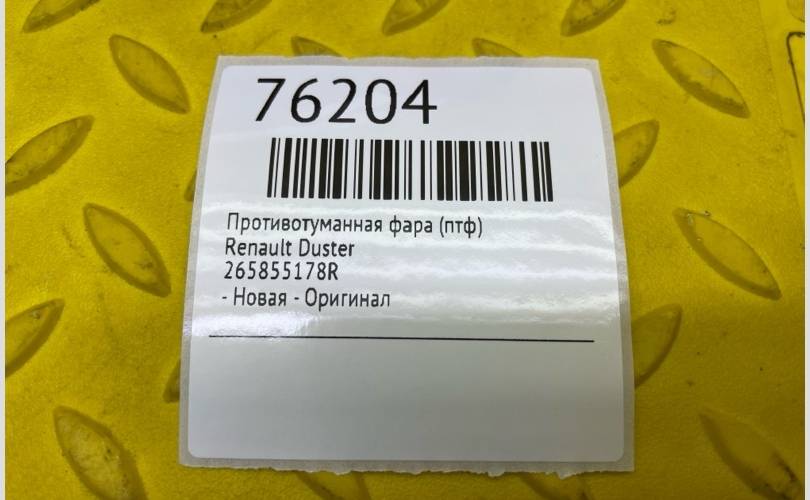 76204
Противотуманная фара (птф)
Renault Duster
265855178R
- Новая - Оригинал